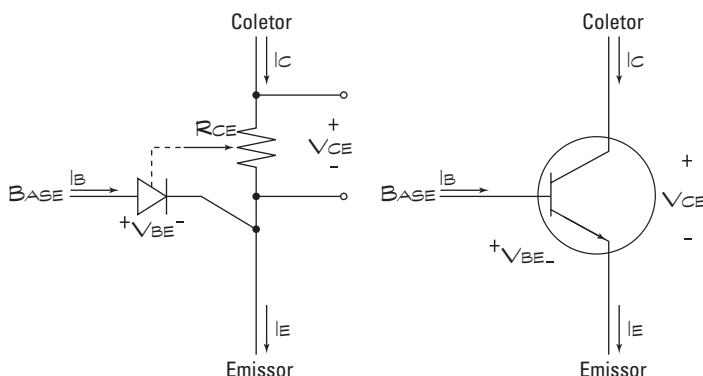 Coletor
IC
RCE
+
VCE
-
IB
BASE
+VBE-
IE
Emissor
Coletor
IC
IB
BASE
+
VCE
-
+VBE-
IE
Emissor